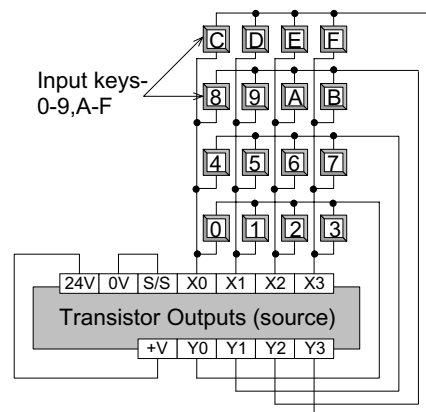 C D E F
Input keys-
0-9,A-F
8 9 A B
4 5 6 7
0 1 2 3
24V 0V S/S X0 X1 X2 X3
Transistor Outputs (source)
+V Y0 Y1 Y2 Y3